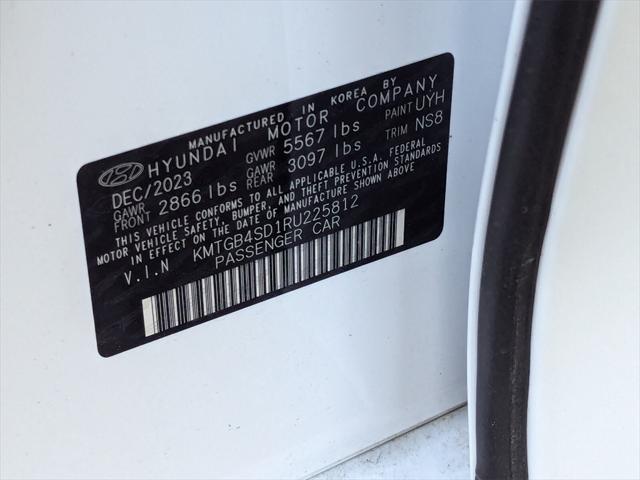 MANUFACTURED IN KOREA BY
HYUNDAI MOTOR COMPANY
DEC/2023 GVWR 5567 lbs PAINT UYH
GAWR FRONT 2866 lbs GAWR REAR 3097 lbs TRIM NS8
THIS VEHICLE CONFORMS TO ALL APPLICABLE U.S.A. FEDERAL
MOTOR VEHICLE SAFETY, BUMPER, AND THEFT PREVENTION STANDARDS
IN EFFECT ON THE DATE OF MANUFACTURE SHOWN ABOVE.
V.I.N KMTGB4SD1RU225812
PASSENGER CAR